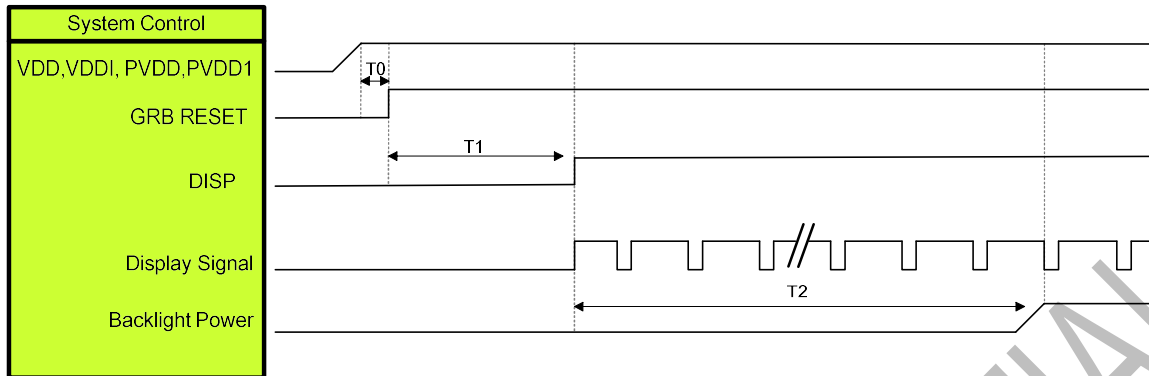 System Control
VDD,VDDI, PVDD,PVDD1
T0
GRB RESET
T1
DISP
Display Signal
T2
Backlight Power